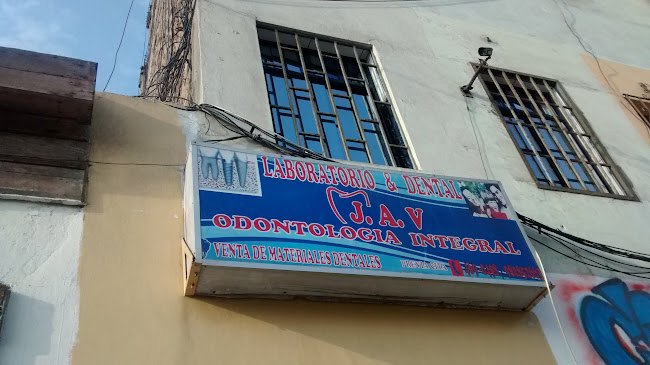 LABORATORIO & DENTAL
J.A.V
ODONTOLOGIA INTEGRAL
VENTA DE MATERIALES DENTALES